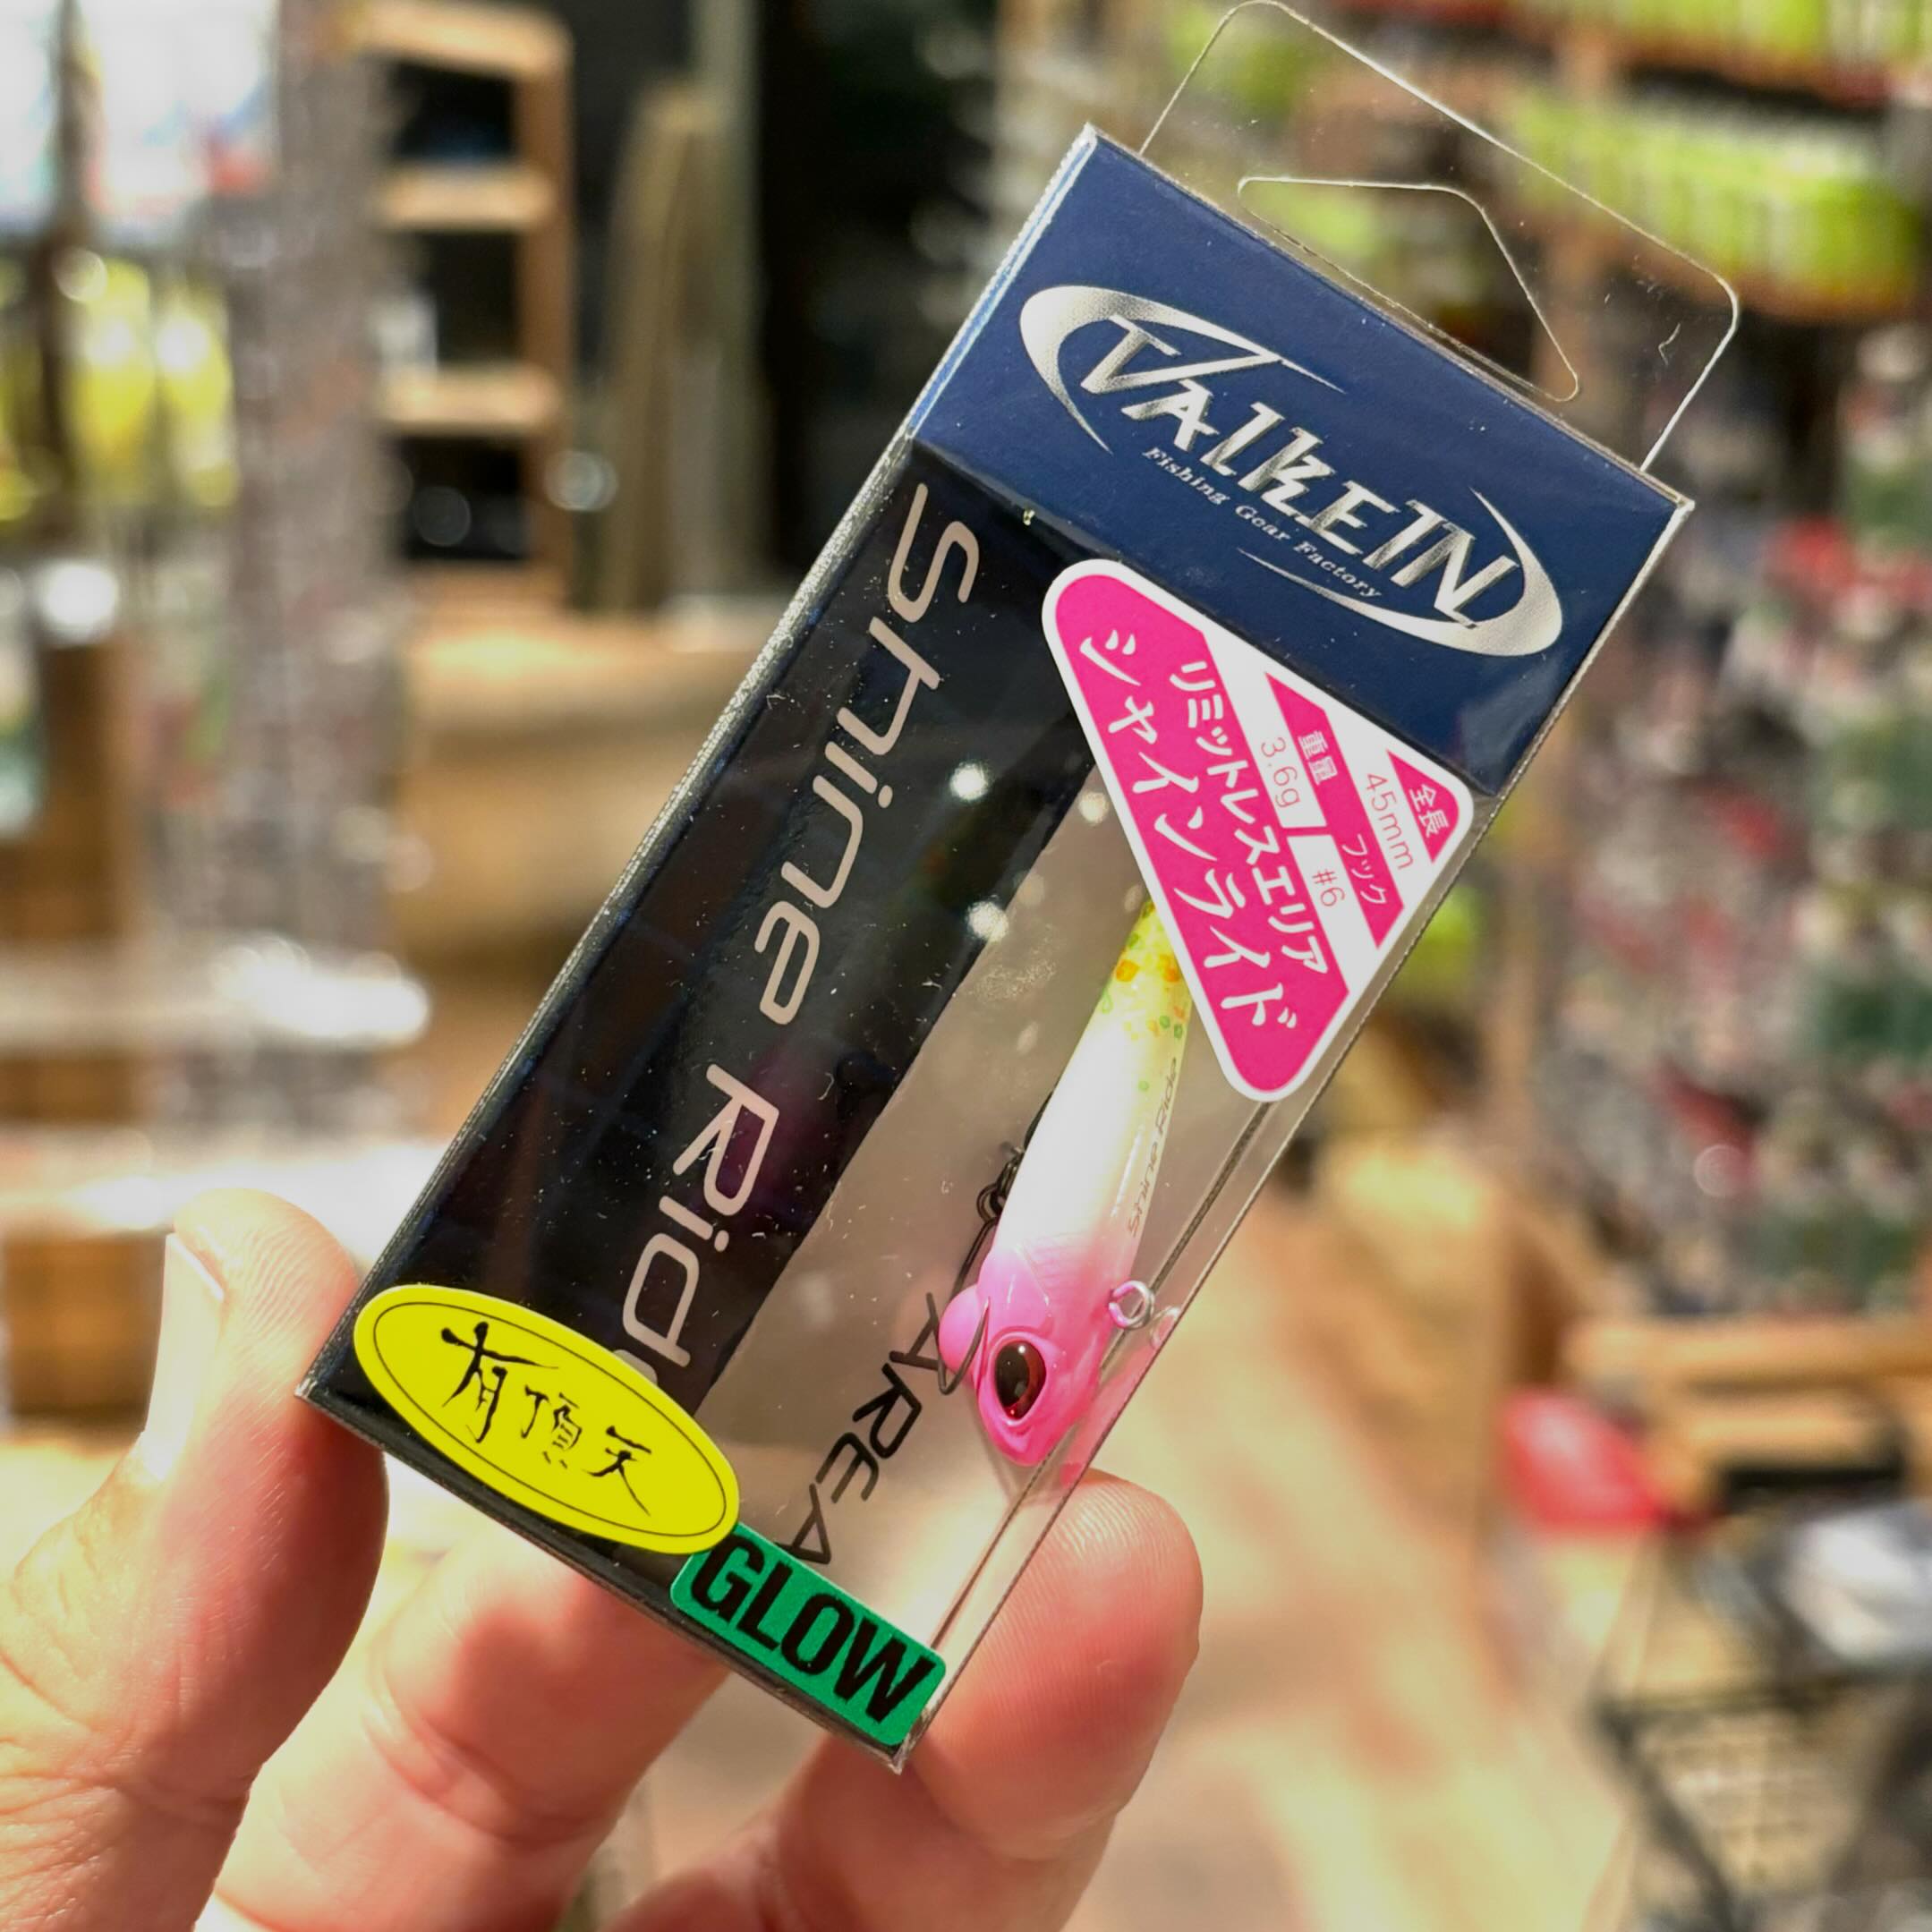 VALKEIN
Fishing Gear Factory
Shine Ride
リミットレスエリア
シャインライド
全長
45mm
重量
フック
3.6g
#6
Shine Ride
AREA
有頂天
GLOW